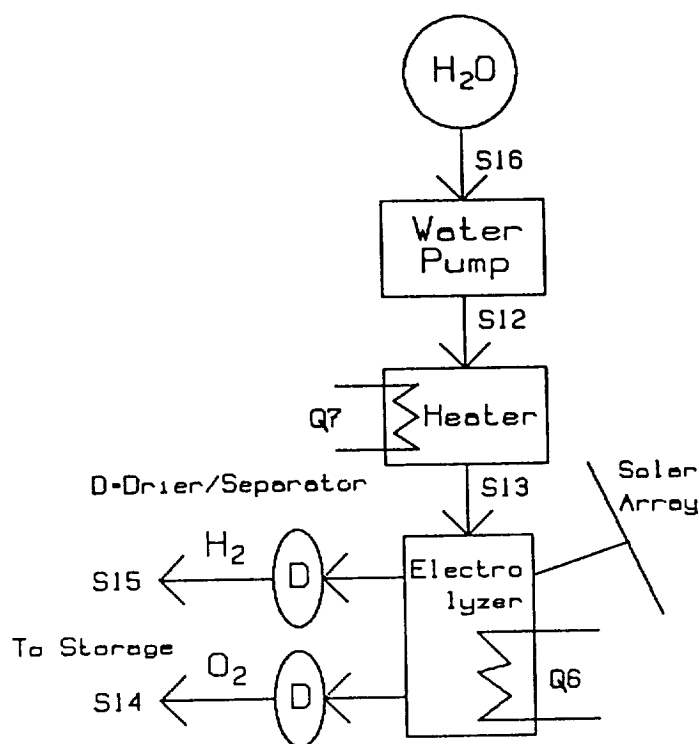 H₂O
S16
Water
Pump
S12
Q7
Heater
D=Drier/Separator
S13
Solar
Array
H₂
S15
D
Electro
lyzer
To Storage
O₂
S14
D
Q6